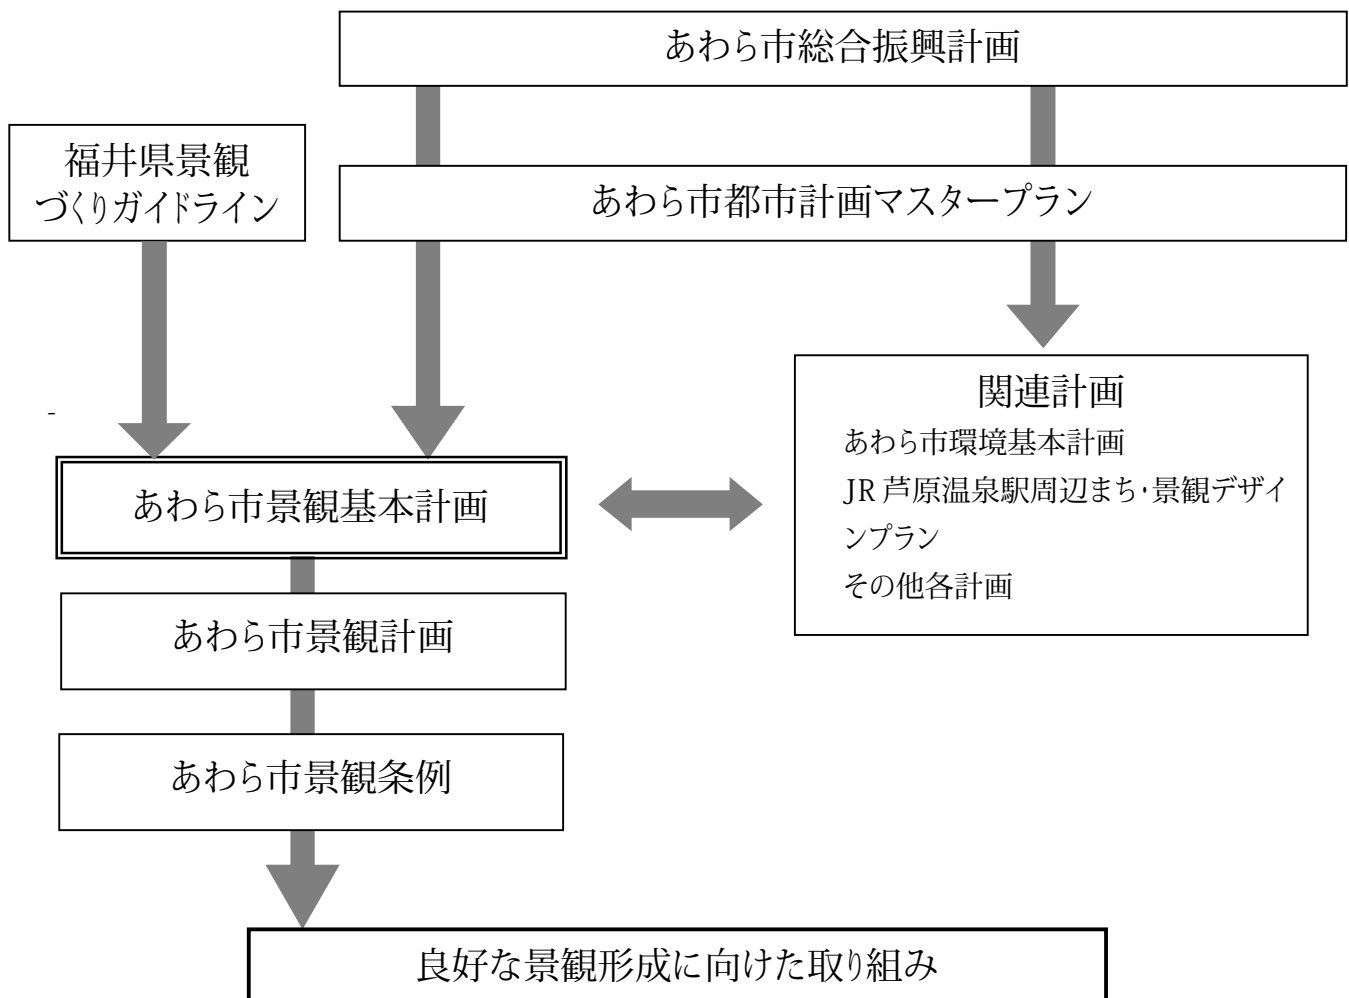 あわら市総合振興計画
福井県景観
づくりガイドライン
あわら市都市計画マスタープラン
関連計画
あわら市環境基本計画
JR 芦原温泉駅周辺まち・景観デザイ
ンプラン
その他各計画
あわら市景観基本計画
あわら市景観計画
あわら市景観条例
良好な景観形成に向けた取り組み